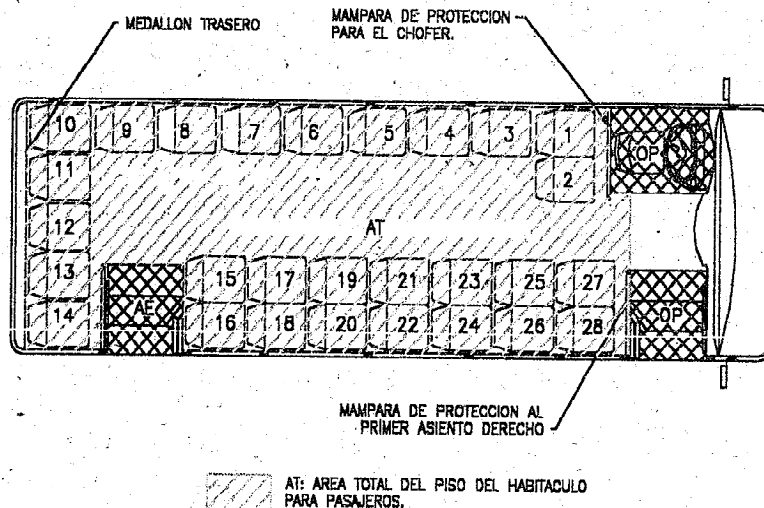 MEDALLON TRASERO
MAMPARA DE PROTECCION
PARA EL CHOFER.
10 9 8 7 6 5 4 3 1
OP
11 2
12
AT
13 15 17 19 21 23 25 27
14 AE 16 18 20 22 24 26 28 OP
MAMPARA DE PROTECCION AL
PRIMER ASIENTO DERECHO
AT: AREA TOTAL DEL PISO DEL HABITACULO
PARA PASAJEROS.